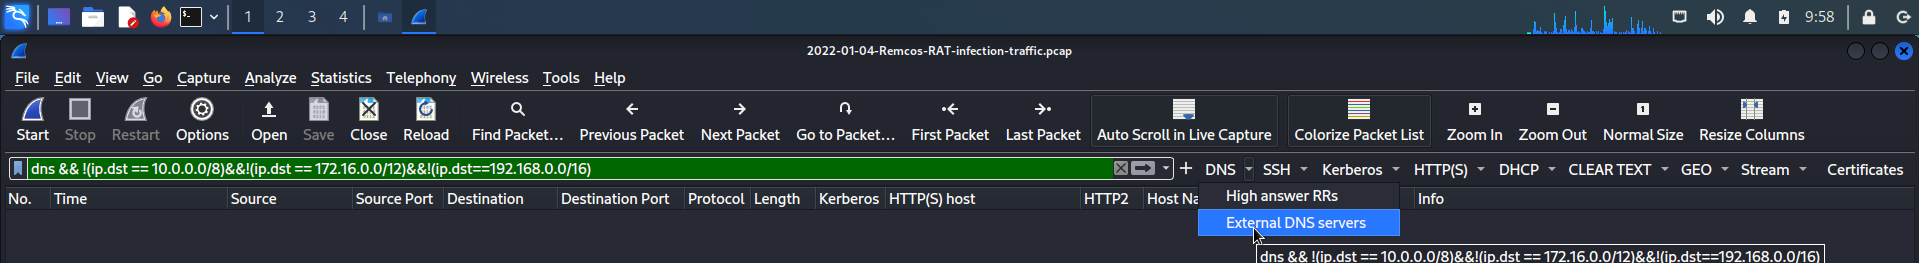 1 2 3 4 9:58
2022-01-04-Remcos-RAT-infection-traffic.pcap
File Edit View Go Capture Analyze Statistics Telephony Wireless Tools Help
Start Stop Restart Options Open Save Close Reload Find Packet... Previous Packet Next Packet Go to Packet... First Packet Last Packet Auto Scroll in Live Capture Colorize Packet List Zoom In Zoom Out Normal Size Resize Columns
dns && !(ip.dst == 10.0.0.0/8)&&!(ip.dst == 172.16.0.0/12)&&!(ip.dst==192.168.0.0/16) + DNS SSH Kerberos HTTP(S) DHCP CLEAR TEXT GEO Stream Certificates
No. Time Source Source Port Destination Destination Port Protocol Length Kerberos HTTP(S) host HTTP2 Host Na Info
High answer RRs
External DNS servers
dns && !(ip.dst == 10.0.0.0/8)&&!(ip.dst == 172.16.0.0/12)&&!(ip.dst==192.168.0.0/16)